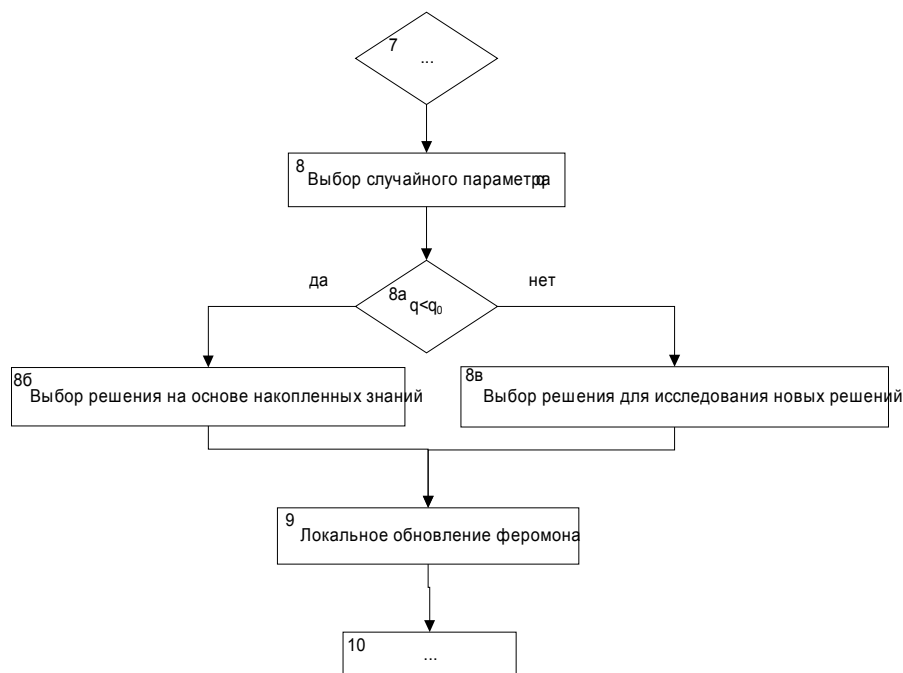 7
...
8
Выбор случайного параметра q
да
нет
8а
q<q₀
8б
Выбор решения на основе накопленных знаний
8в
Выбор решения для исследования новых решений
9
Локальное обновление феромона
10
...